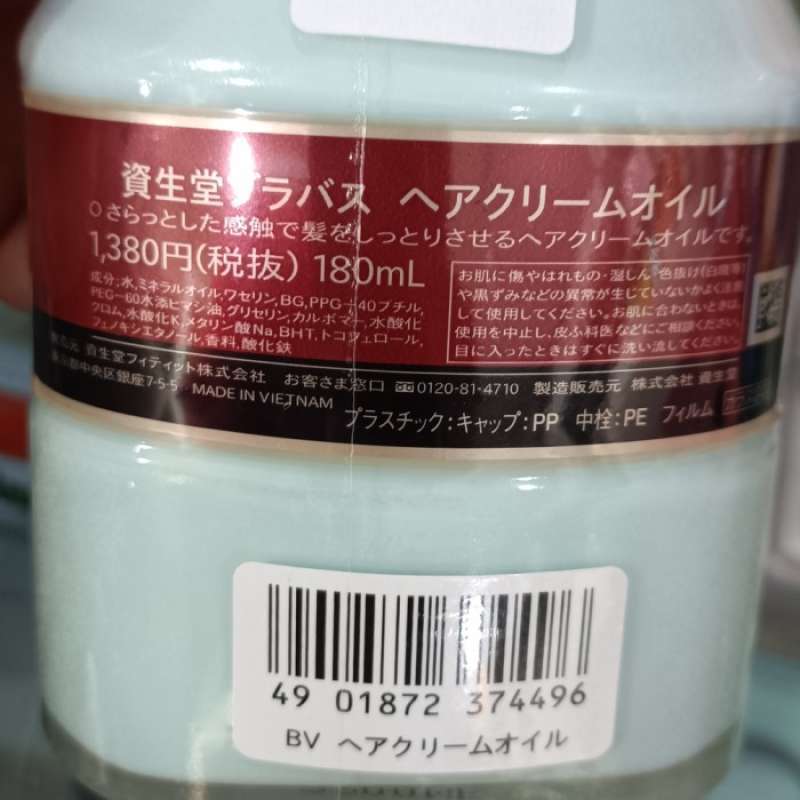 資生堂ブラバス ヘアクリームオイル
○さらっとした感触で髪をしっとりさせるヘアクリームオイルです。
1,380円(税抜) 180mL
成分:水,ミネラルオイル,ワセリン,BG,PPG-40ブチル,
PEG-60水添ヒマシ油,グリセリン,カルボマー,水酸化
クロム,水酸化K,メタリン酸Na,BHT,トコフェロール,
フェノキシエタノール,香料,酸化鉄
お肌に傷やはれもの・湿しん 色抜け(白斑等)
や黒ずみなどの異常が生じていないかよく注意
して使用してください。お肌に合わないときは、
使用を中止し、皮ふ科医などにご相談ください。
目に入ったときはすぐに洗い流してください。
資生堂フィティット株式会社 お客さま窓口 0120-81-4710 製造販売元 株式会社 資生堂
中央区銀座7-5-5 MADE IN VIETNAM
プラスチック:キャップ:PP 中栓:PE フィルム
49 01872 374496
BV ヘアクリームオイル